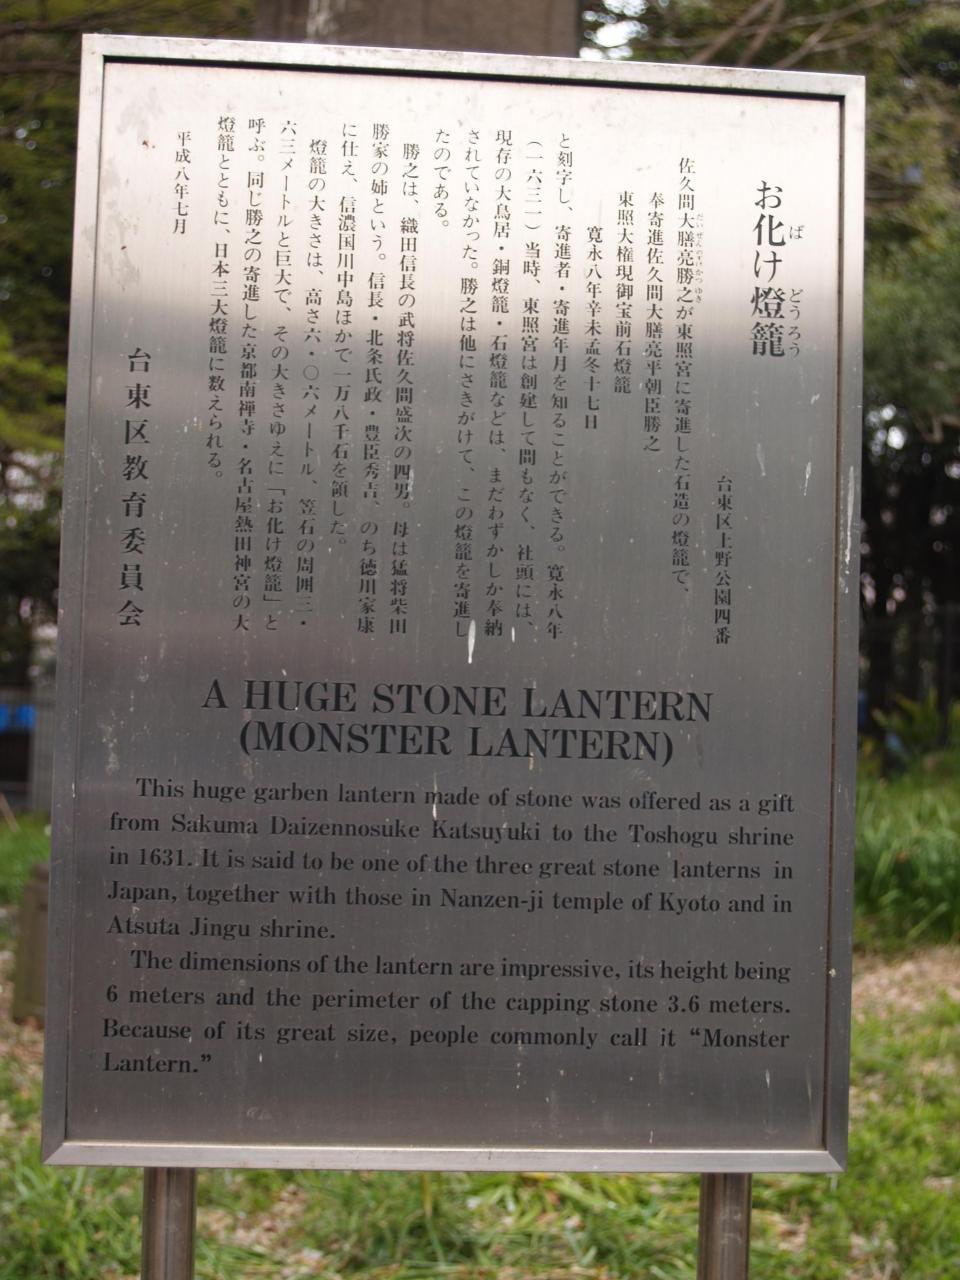 お化け燈籠
ば どうろう
台東区上野公園四番
佐久間大膳亮勝之が東照宮に寄進した石造の燈籠で、
だいぜんのすけかつゆき
奉寄進佐久間大膳亮平朝臣勝之
東照大権現御宝前石燈籠
寛永八年辛未孟冬十七日
と刻字し、寄進者・寄進年月を知ることができる。寛永八年
(一六三一)当時、東照宮は創建して間もなく、社頭には、
現存の大鳥居・銅燈籠・石燈籠などは、まだわずかしか奉納
されていなかった。勝之は他にさきがけて、この燈籠を寄進し
たのである。
勝之は、織田信長の武将佐久間盛次の四男。母は猛将柴田
勝家の姉という。信長・北条氏政・豊臣秀吉、のち徳川家康
に仕え、信濃国川中島ほかで一万八千石を領した。
燈籠の大きさは、高さ六・〇六メートル、笠石の周囲三・
六三メートルと巨大で、その大きさゆえに「お化け燈籠」と
呼ぶ。同じ勝之の寄進した京都南禅寺・名古屋熱田神宮の大
燈籠とともに、日本三大燈籠に数えられる。
平成八年七月
台東区教育委員会
A HUGE STONE LANTERN
(MONSTER LANTERN)
This huge garben lantern made of stone was offered as a gift
from Sakuma Daizennosuke Katsuyuki to the Toshogu shrine
in 1631. It is said to be one of the three great stone lanterns in
Japan, together with those in Nanzen-ji temple of Kyoto and in
Atsuta Jingu shrine.
The dimensions of the lantern are impressive, its height being
6 meters and the perimeter of the capping stone 3.6 meters.
Because of its great size, people commonly call it “Monster
Lantern.”